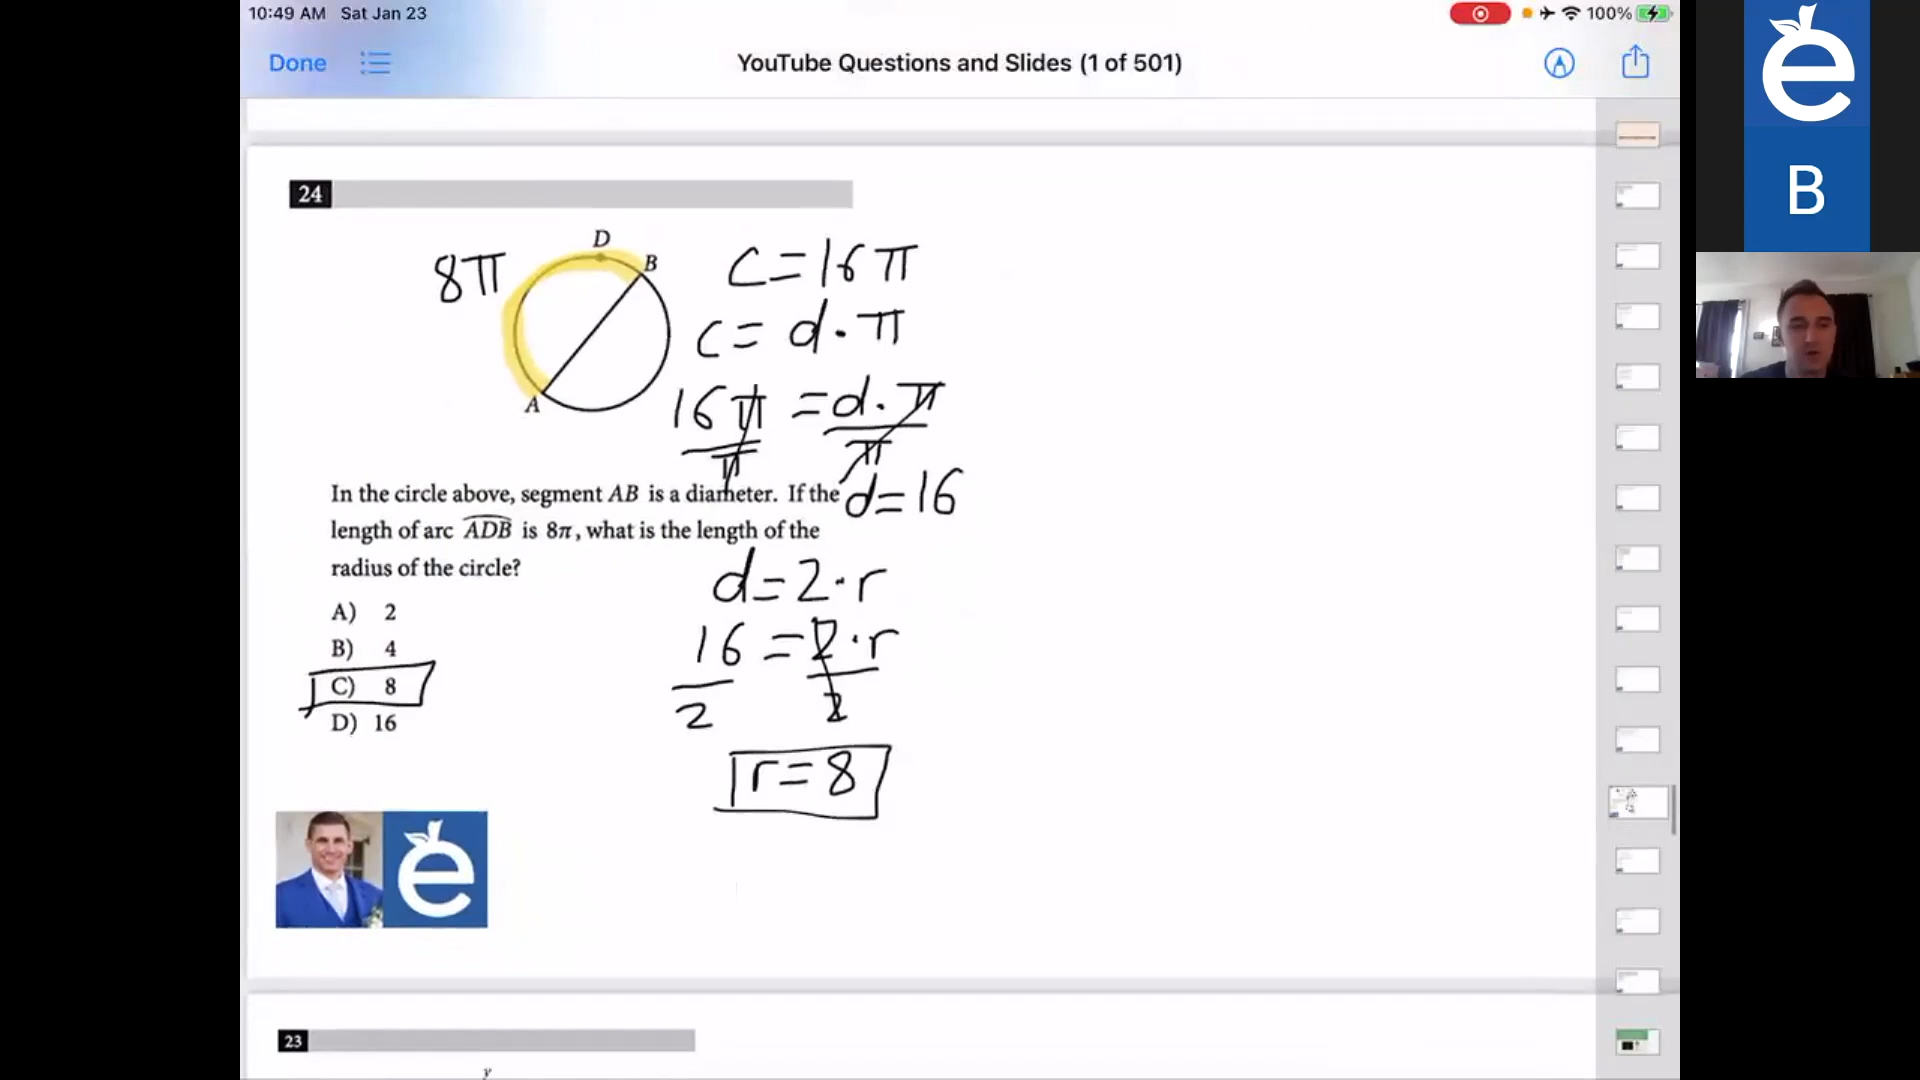 10:49 AM Sat Jan 23
100%
Done
YouTube Questions and Slides (1 of 501)
e
B
24
D
B
A
8π
C=16π
C=d·π
16π/π = d·π/π
d=16
In the circle above, segment AB is a diameter. If the
length of arc ADB is 8π, what is the length of the
radius of the circle?
A) 2
B) 4
C) 8
D) 16
d=2·r
16/2 = 2·r/2
r=8
e
23
y